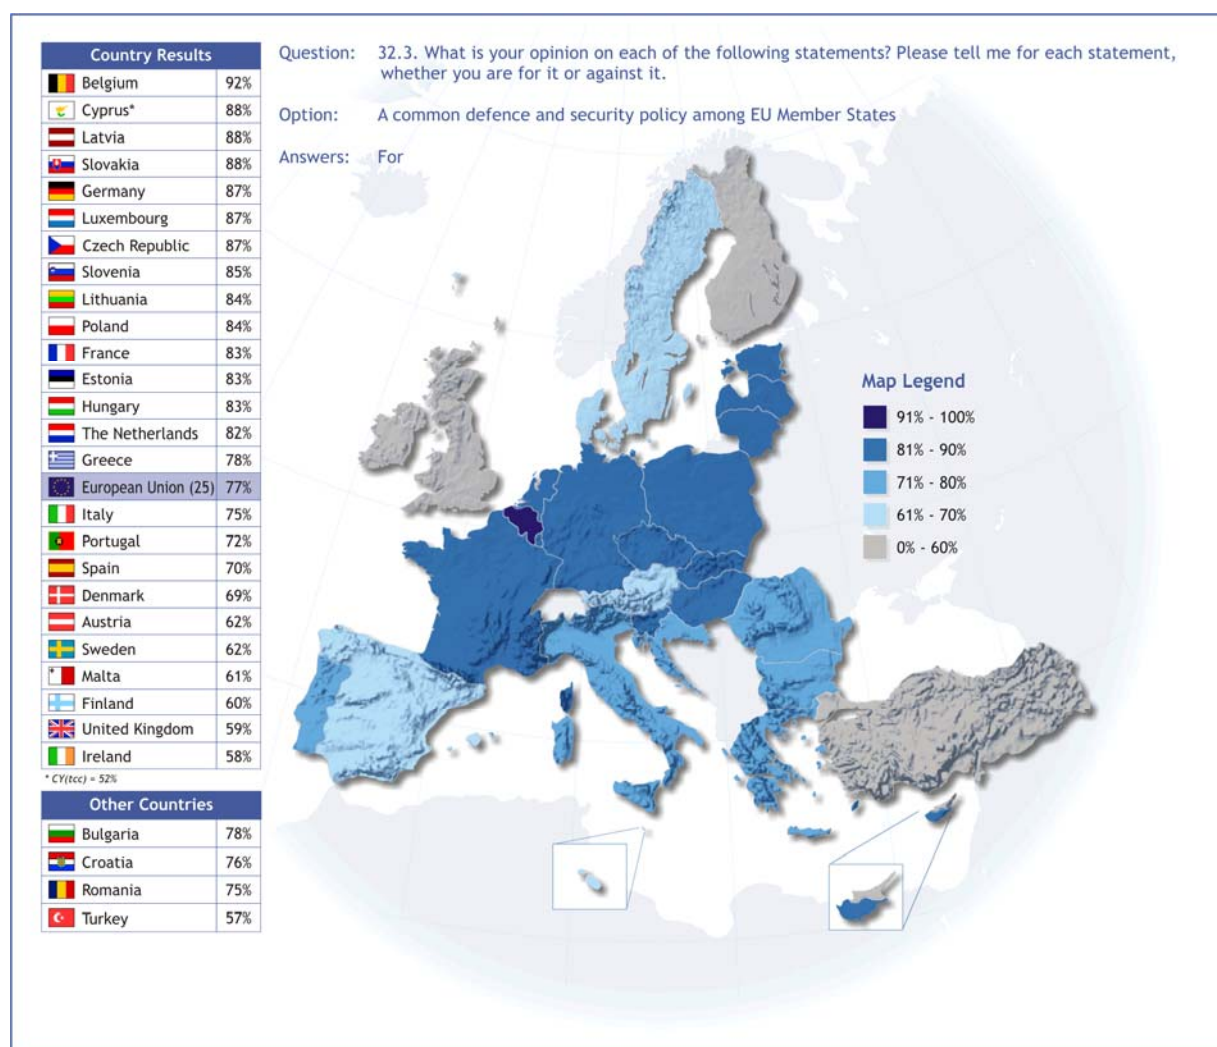 Country Results
Belgium 92%
Cyprus* 88%
Latvia 88%
Slovakia 88%
Germany 87%
Luxembourg 87%
Czech Republic 87%
Slovenia 85%
Lithuania 84%
Poland 84%
France 83%
Estonia 83%
Hungary 83%
The Netherlands 82%
Greece 78%
European Union (25) 77%
Italy 75%
Portugal 72%
Spain 70%
Denmark 69%
Austria 62%
Sweden 62%
Malta 61%
Finland 60%
United Kingdom 59%
Ireland 58%
* CY(tcc) = 52%
Other Countries
Bulgaria 78%
Croatia 76%
Romania 75%
Turkey 57%
Question: 32.3. What is your opinion on each of the following statements? Please tell me for each statement,
whether you are for it or against it.
Option: A common defence and security policy among EU Member States
Answers: For
Map Legend
91% - 100%
81% - 90%
71% - 80%
61% - 70%
0% - 60%